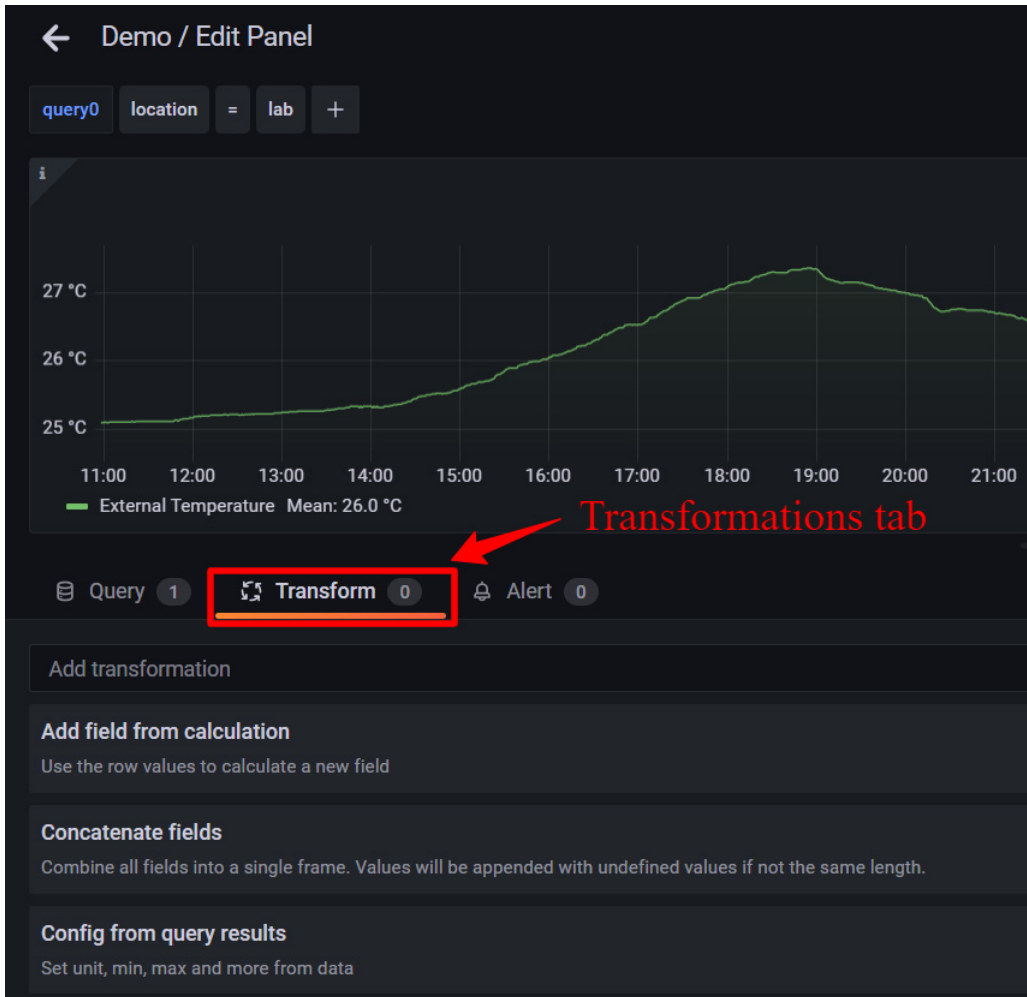 Demo / Edit Panel
query0 location = lab +
i
27 °C
26 °C
25 °C
11:00 12:00 13:00 14:00 15:00 16:00 17:00 18:00 19:00 20:00 21:00
External Temperature Mean: 26.0 °C
Transformations tab
Query 1 Transform 0 Alert 0
Add transformation
Add field from calculation
Use the row values to calculate a new field
Concatenate fields
Combine all fields into a single frame. Values will be appended with undefined values if not the same length.
Config from query results
Set unit, min, max and more from data